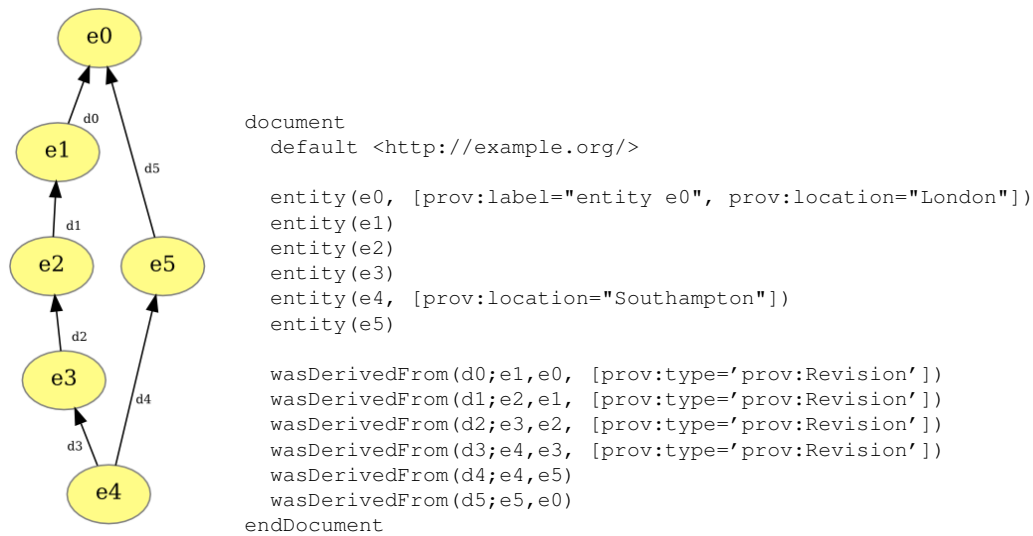 e0
d0
e1
d5
d1
e2
e5
d2
e3
d4
d3
e4
document
default <http://example.org/>
entity(e0, [prov:label="entity e0", prov:location="London"])
entity(e1)
entity(e2)
entity(e3)
entity(e4, [prov:location="Southampton"])
entity(e5)
wasDerivedFrom(d0;e1,e0, [prov:type=’prov:Revision’])
wasDerivedFrom(d1;e2,e1, [prov:type=’prov:Revision’])
wasDerivedFrom(d2;e3,e2, [prov:type=’prov:Revision’])
wasDerivedFrom(d3;e4,e3, [prov:type=’prov:Revision’])
wasDerivedFrom(d4;e4,e5)
wasDerivedFrom(d5;e5,e0)
endDocument